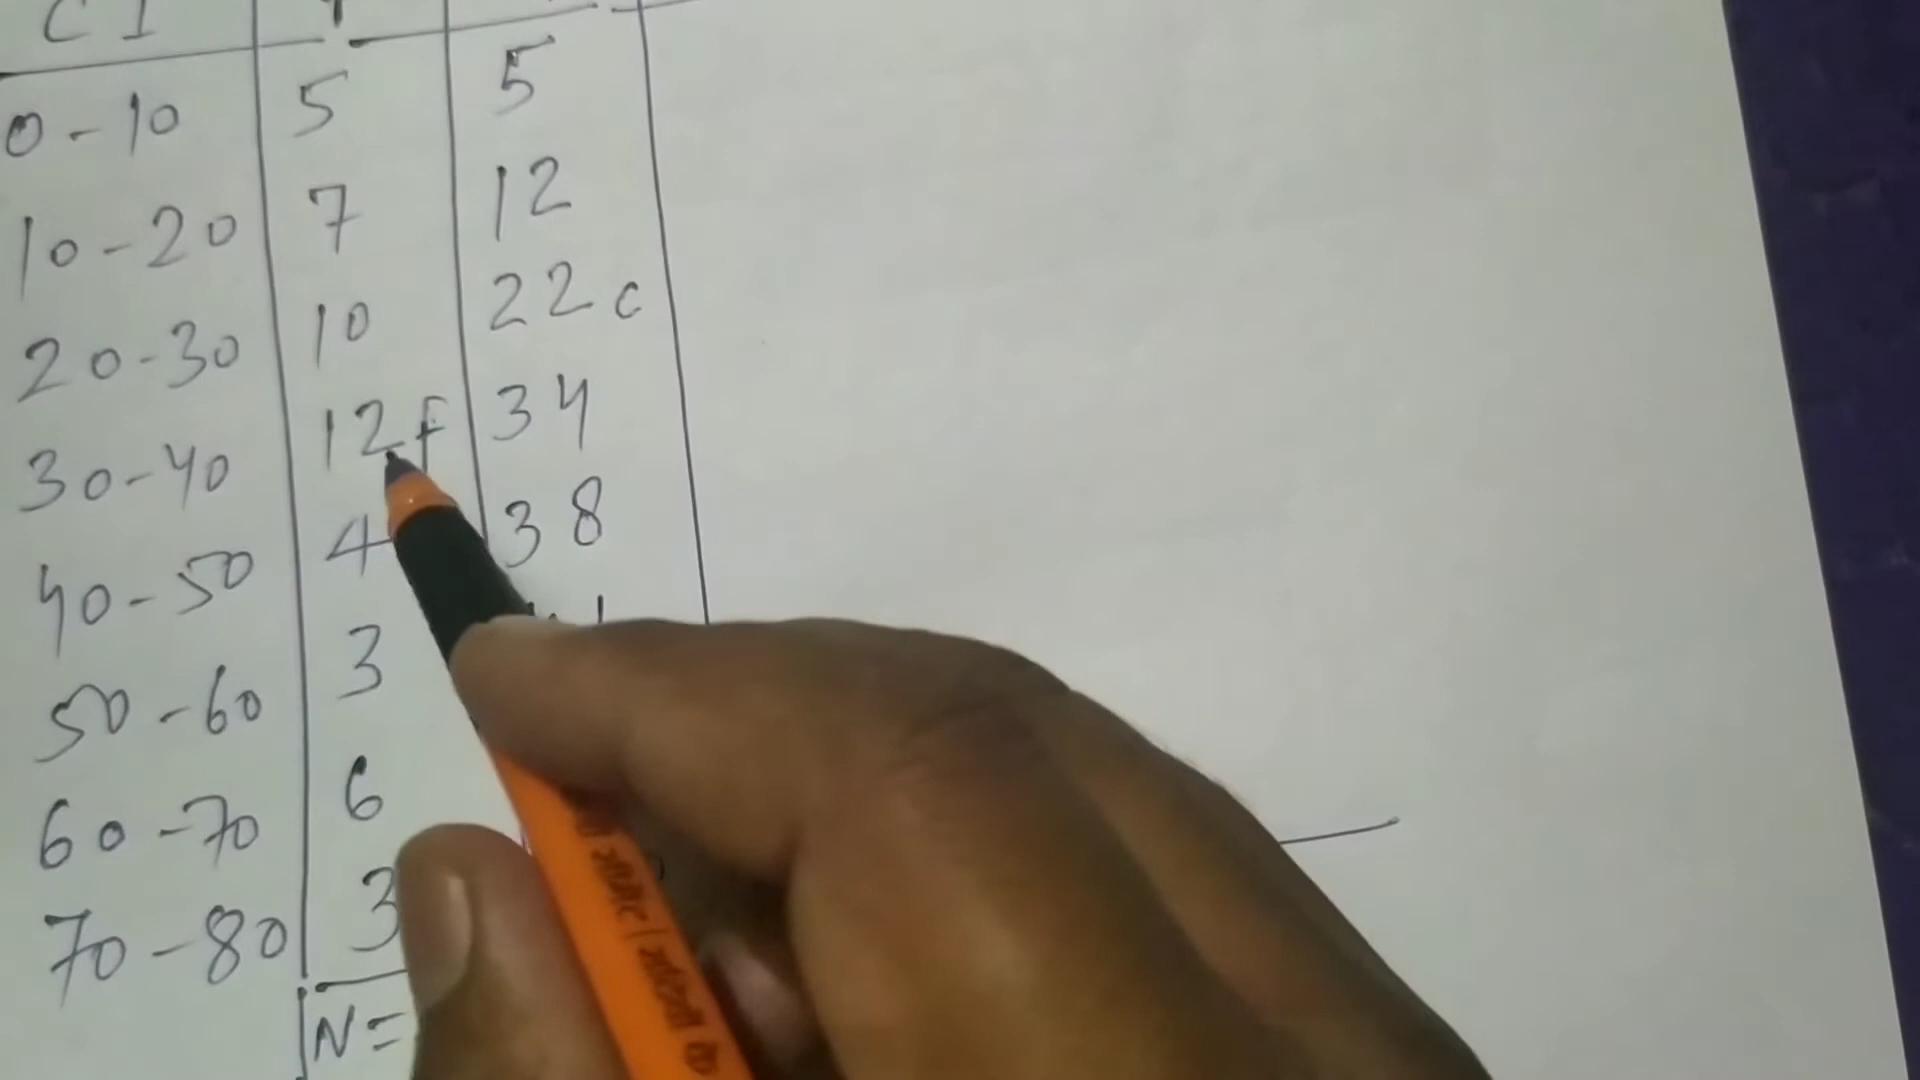 C I
0-10 5 5
10-20 7 12
20-30 10 22 c
30-40 12 f 34
40-50 4 38
50-60 3
60-70 6
70-80 3
N =